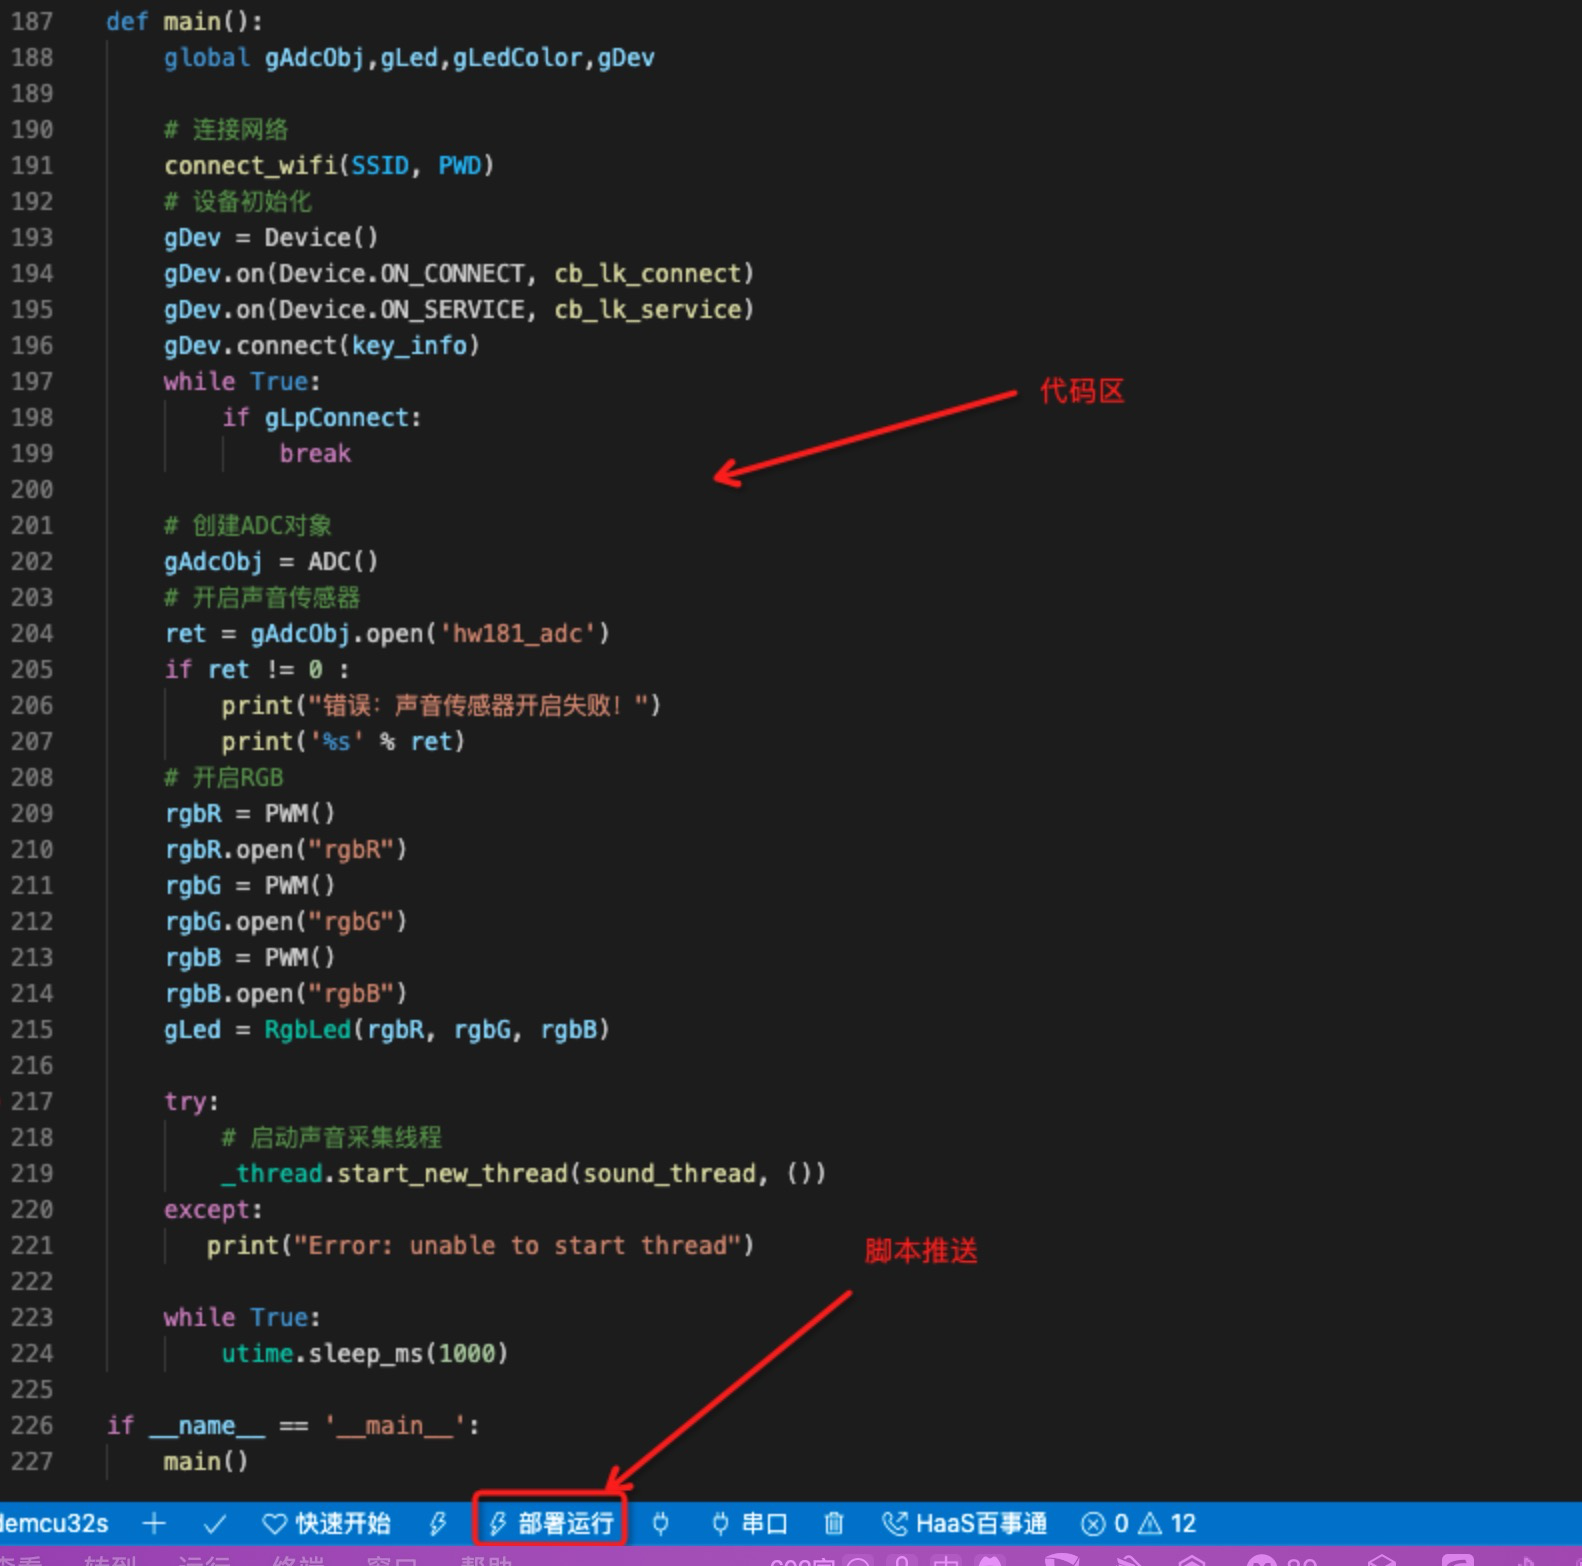 187 def main():
188 global gAdcObj,gLed,gLedColor,gDev
189
190 # 连接网络
191 connect_wifi(SSID, PWD)
192 # 设备初始化
193 gDev = Device()
194 gDev.on(Device.ON_CONNECT, cb_lk_connect)
195 gDev.on(Device.ON_SERVICE, cb_lk_service)
196 gDev.connect(key_info)
197 while True:
代码区
198 if gLpConnect:
199 break
200
201 # 创建ADC对象
202 gAdcObj = ADC()
203 # 开启声音传感器
204 ret = gAdcObj.open('hw181_adc')
205 if ret != 0 :
206 print("错误：声音传感器开启失败！")
207 print('%s' % ret)
208 # 开启RGB
209 rgbR = PWM()
210 rgbR.open("rgbR")
211 rgbG = PWM()
212 rgbG.open("rgbG")
213 rgbB = PWM()
214 rgbB.open("rgbB")
215 gLed = RgbLed(rgbR, rgbG, rgbB)
216
217 try:
218 # 启动声音采集线程
219 _thread.start_new_thread(sound_thread, ())
220 except:
221 print("Error: unable to start thread")
脚本推送
222
223 while True:
224 utime.sleep_ms(1000)
225
226 if __name__ == '__main__':
227 main()
demcu32s 快速开始 部署运行 串口 HaaS百事通 0 12